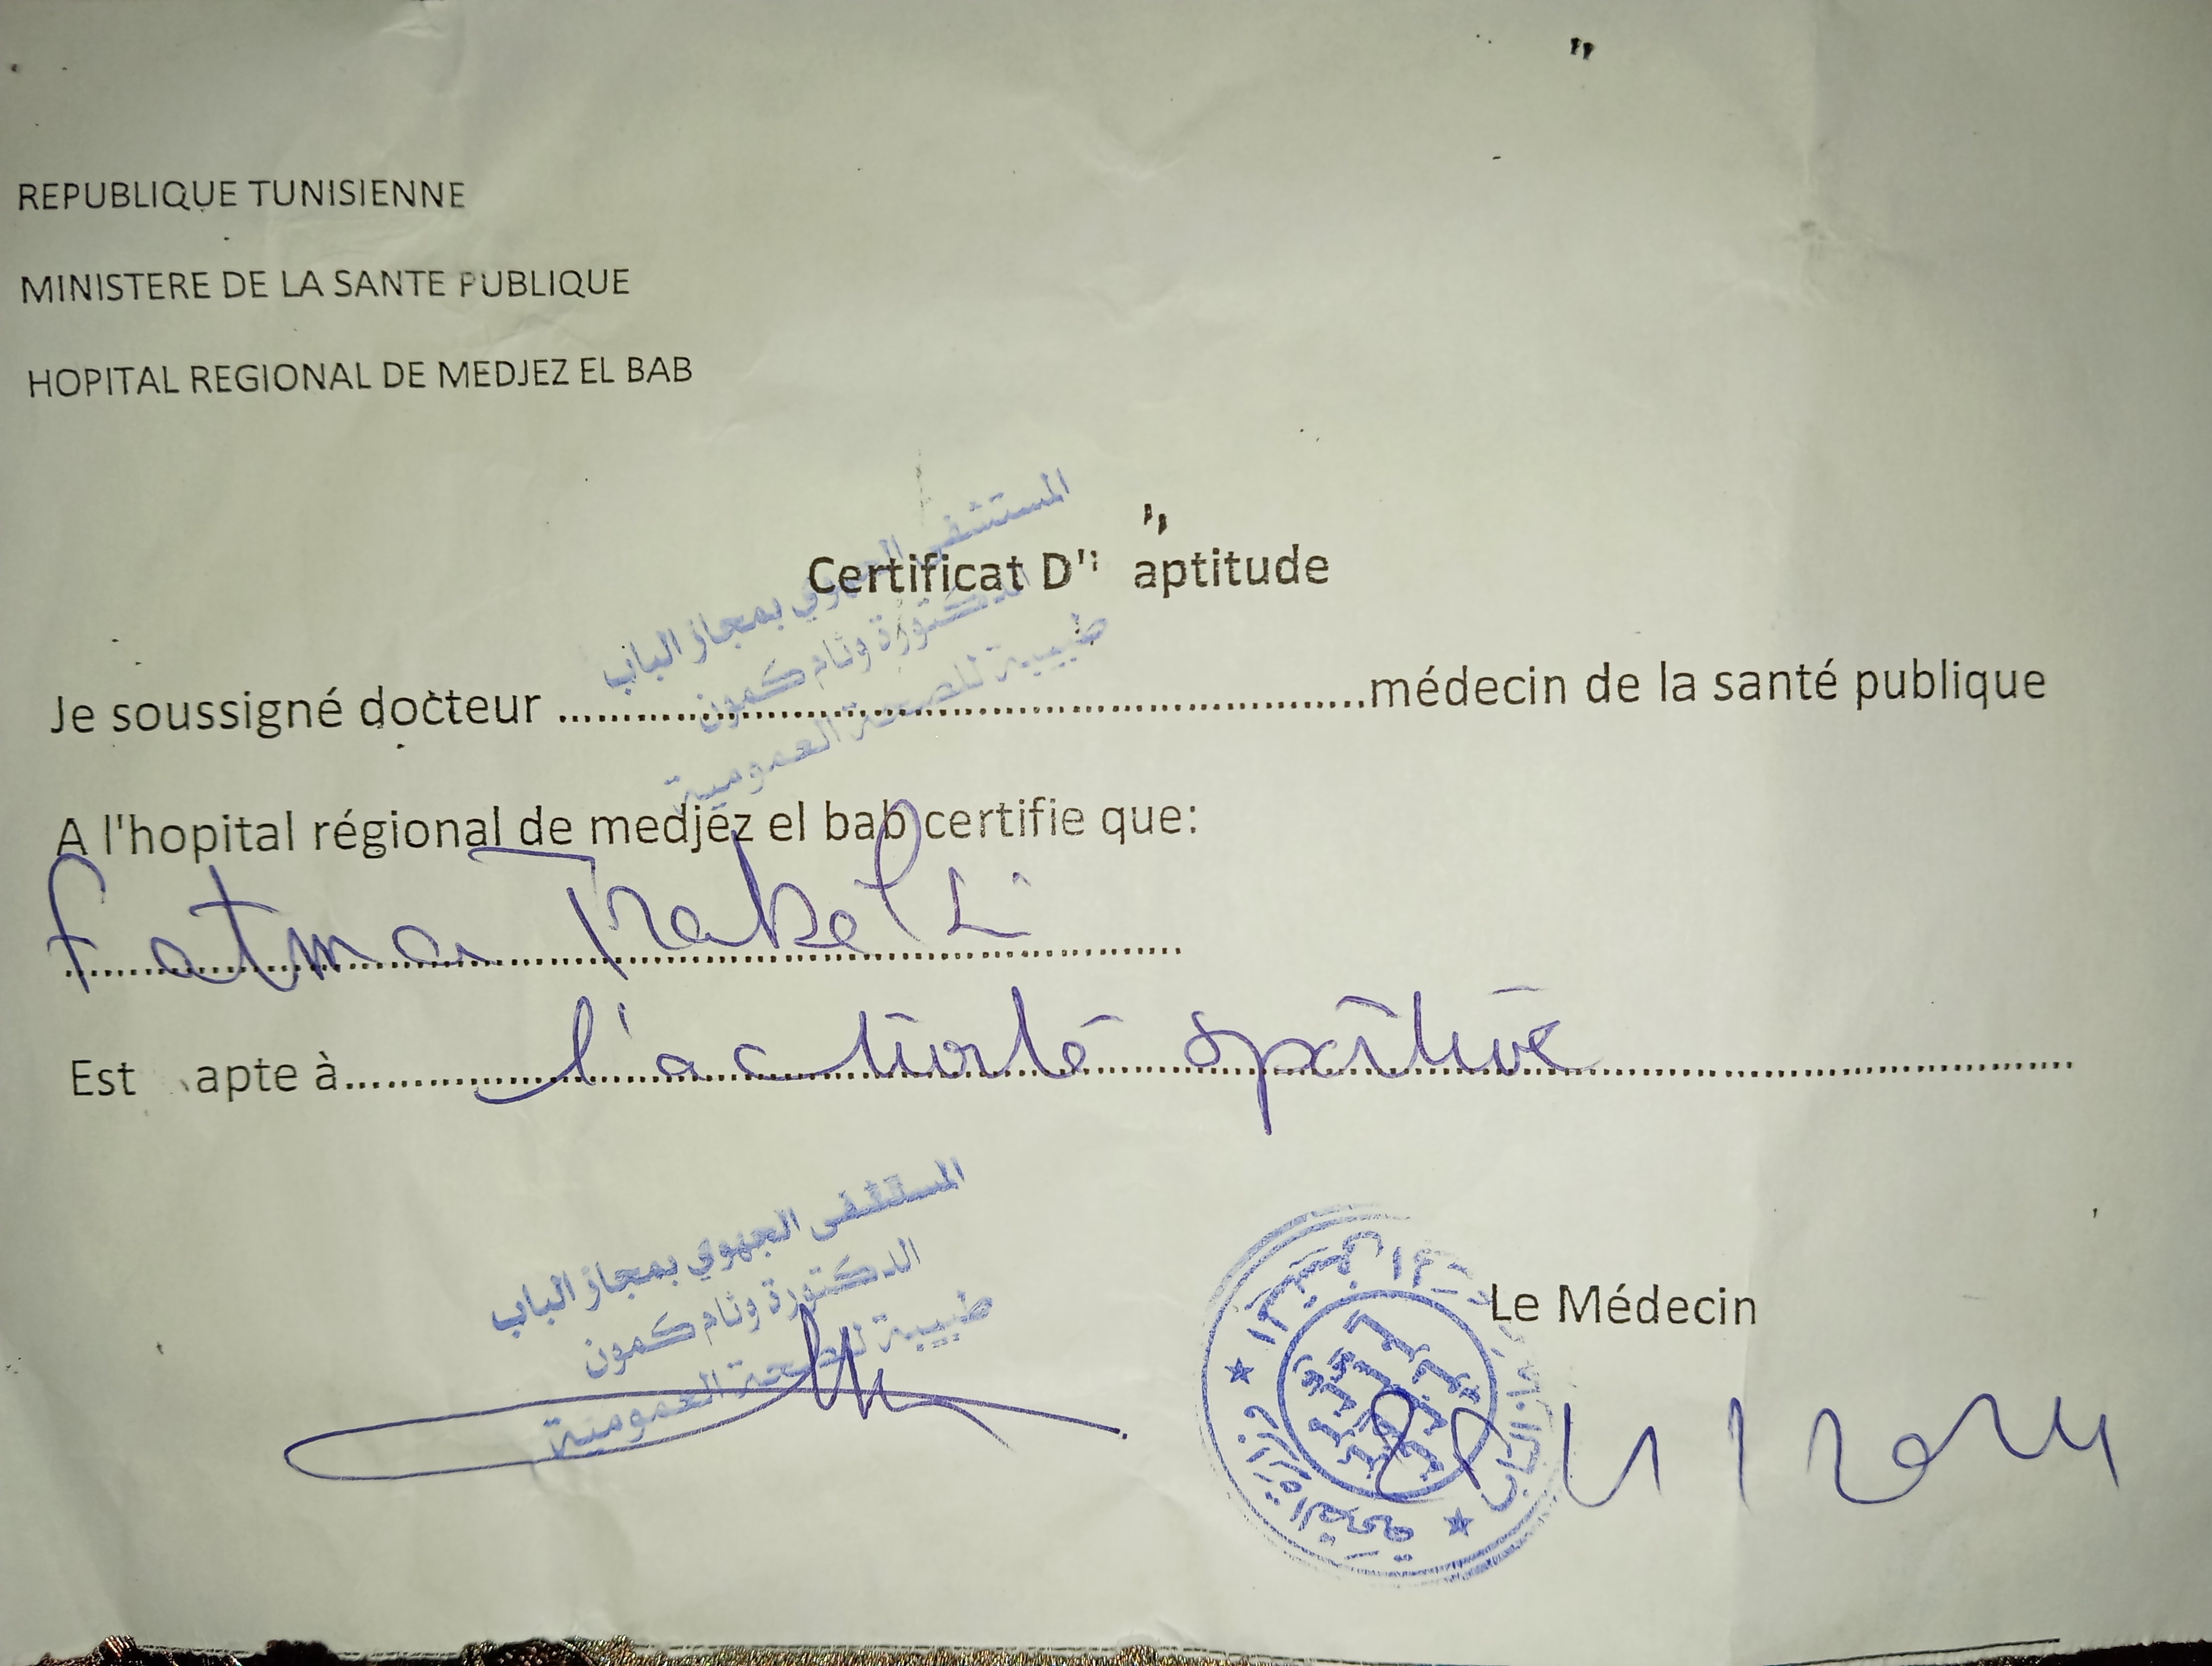 REPUBLIQUE TUNISIENNE
MINISTERE DE LA SANTE PUBLIQUE
HOPITAL REGIONAL DE MEDJEZ EL BAB
Certificat D' aptitude
المستشفى الجهوي بمجاز الباب
الدكتورة وئام كمون
طبيبة للصحة العمومية
Je soussigné docteur ........................................................médecin de la santé publique
A l'hopital régional de medjez el bab certifie que:
Fatma Trabelsi
Est apte à l'activité sportive
المستشفى الجهوي بمجاز الباب
الدكتورة وئام كمون
طبيبة للصحة العمومية
Le Médecin